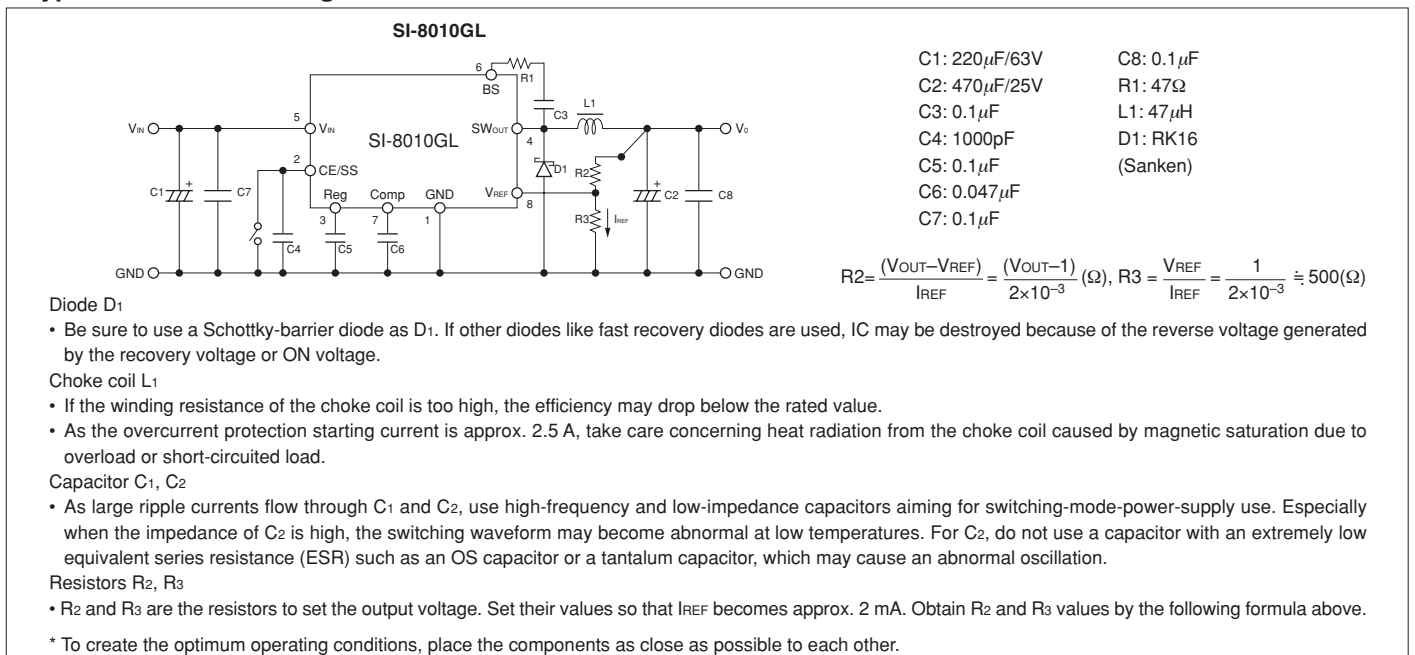 SI-8010GL
6
BS
R1
C3
L1
VIN
5
VIN
SWOUT
4
VO
SI-8010GL
2
CE/SS
D1
R2
C1
+
C7
Reg
Comp
GND
VREF
8
+
C2
C8
3
7
1
R3
IREF
C4
C5
C6
GND
GND
C1: 220μF/63V
C2: 470μF/25V
C3: 0.1μF
C4: 1000pF
C5: 0.1μF
C6: 0.047μF
C7: 0.1μF
C8: 0.1μF
R1: 47Ω
L1: 47μH
D1: RK16
(Sanken)
R2= (VOUT–VREF) / IREF = (VOUT–1) / 2×10–3 (Ω), R3 = VREF / IREF = 1 / 2×10–3 ≒ 500(Ω)
Diode D1
• Be sure to use a Schottky-barrier diode as D1. If other diodes like fast recovery diodes are used, IC may be destroyed because of the reverse voltage generated
by the recovery voltage or ON voltage.
Choke coil L1
• If the winding resistance of the choke coil is too high, the efficiency may drop below the rated value.
• As the overcurrent protection starting current is approx. 2.5 A, take care concerning heat radiation from the choke coil caused by magnetic saturation due to
overload or short-circuited load.
Capacitor C1, C2
• As large ripple currents flow through C1 and C2, use high-frequency and low-impedance capacitors aiming for switching-mode-power-supply use. Especially
when the impedance of C2 is high, the switching waveform may become abnormal at low temperatures. For C2, do not use a capacitor with an extremely low
equivalent series resistance (ESR) such as an OS capacitor or a tantalum capacitor, which may cause an abnormal oscillation.
Resistors R2, R3
• R2 and R3 are the resistors to set the output voltage. Set their values so that IREF becomes approx. 2 mA. Obtain R2 and R3 values by the following formula above.
* To create the optimum operating conditions, place the components as close as possible to each other.